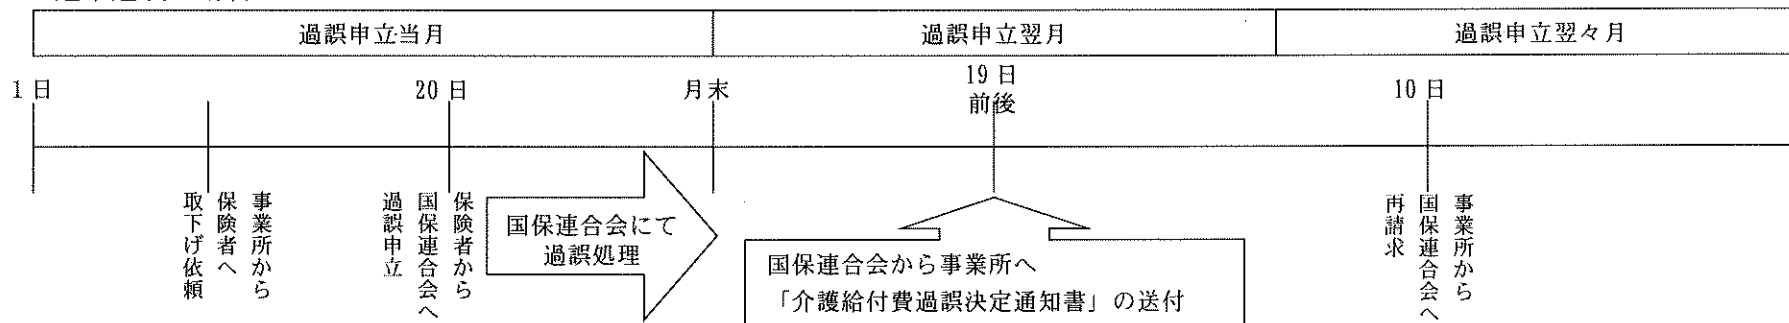 過誤申立当月
過誤申立翌月
過誤申立翌々月
1日
20日
月末
19日
前後
10日
事業所から
保険者へ
取下げ依頼
保険者から
国保連合会へ
過誤申立
国保連合会にて
過誤処理
国保連合会から事業所へ
「介護給付費過誤決定通知書」の送付
事業所から
国保連合会へ
再請求